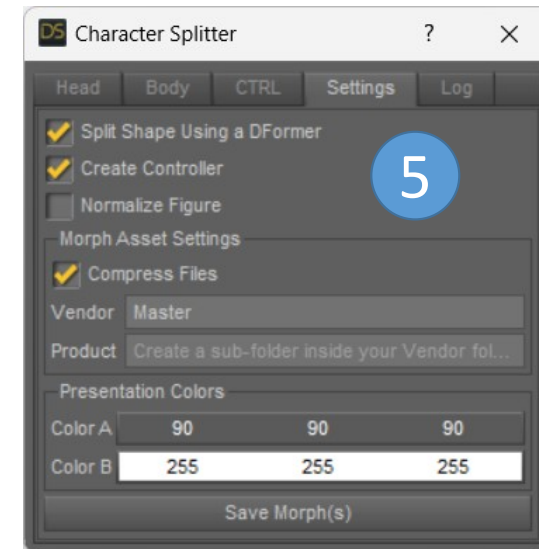 DS Character Splitter ? ×
Head Body CTRL Settings Log
Split Shape Using a DFormer
Create Controller
5
Normalize Figure
Morph Asset Settings
Compress Files
Vendor Master
Product Create a sub-folder inside your Vendor fol...
Presentation Colors
Color A 90 90 90
Color B 255 255 255
Save Morph(s)